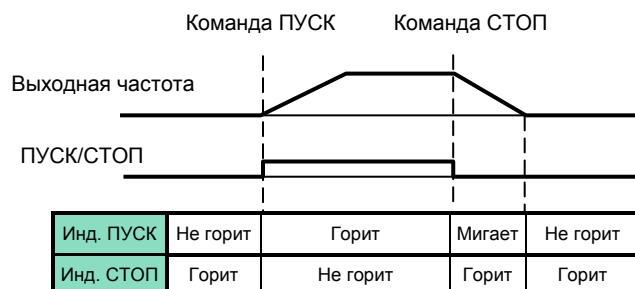 Команда ПУСК Команда СТОП
Выходная частота
ПУСК/СТОП
Инд. ПУСК Не горит Горит Мигает Не горит
Инд. СТОП Горит Не горит Горит Горит